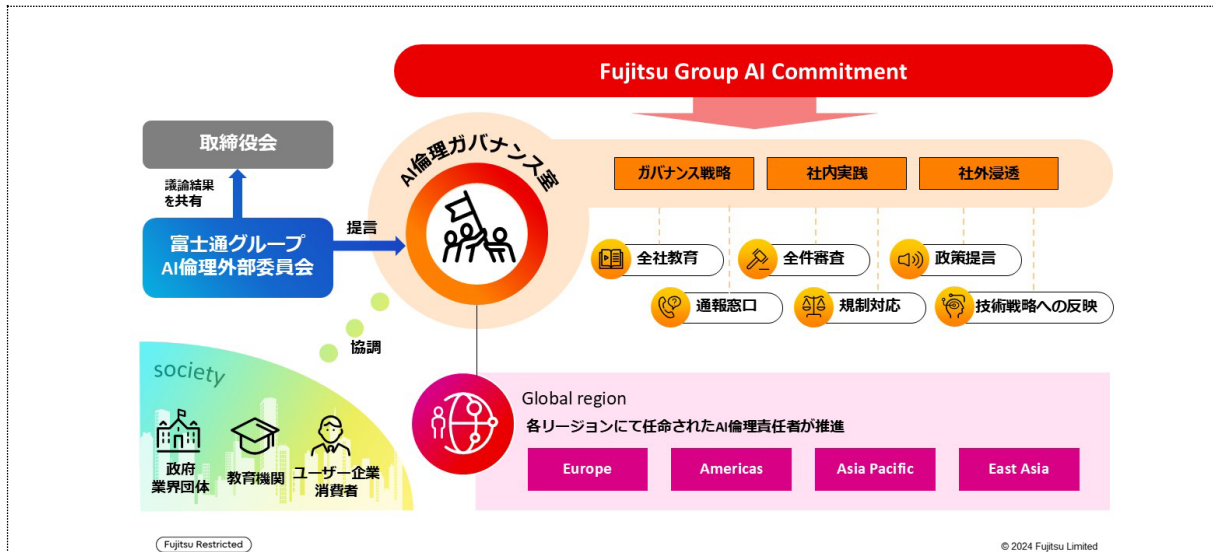 Fujitsu Group AI Commitment
取締役会
議論結果
を共有
富士通グループ
AI倫理外部委員会
提言
AI倫理ガバナンス室
ガバナンス戦略
社内実践
社外浸透
全社教育
全件審査
政策提言
通報窓口
規制対応
技術戦略への反映
協調
society
政府
業界団体
教育機関
ユーザー企業
消費者
Global region
各リージョンにて任命されたAI倫理責任者が推進
Europe
Americas
Asia Pacific
East Asia
Fujitsu Restricted
© 2024 Fujitsu Limited